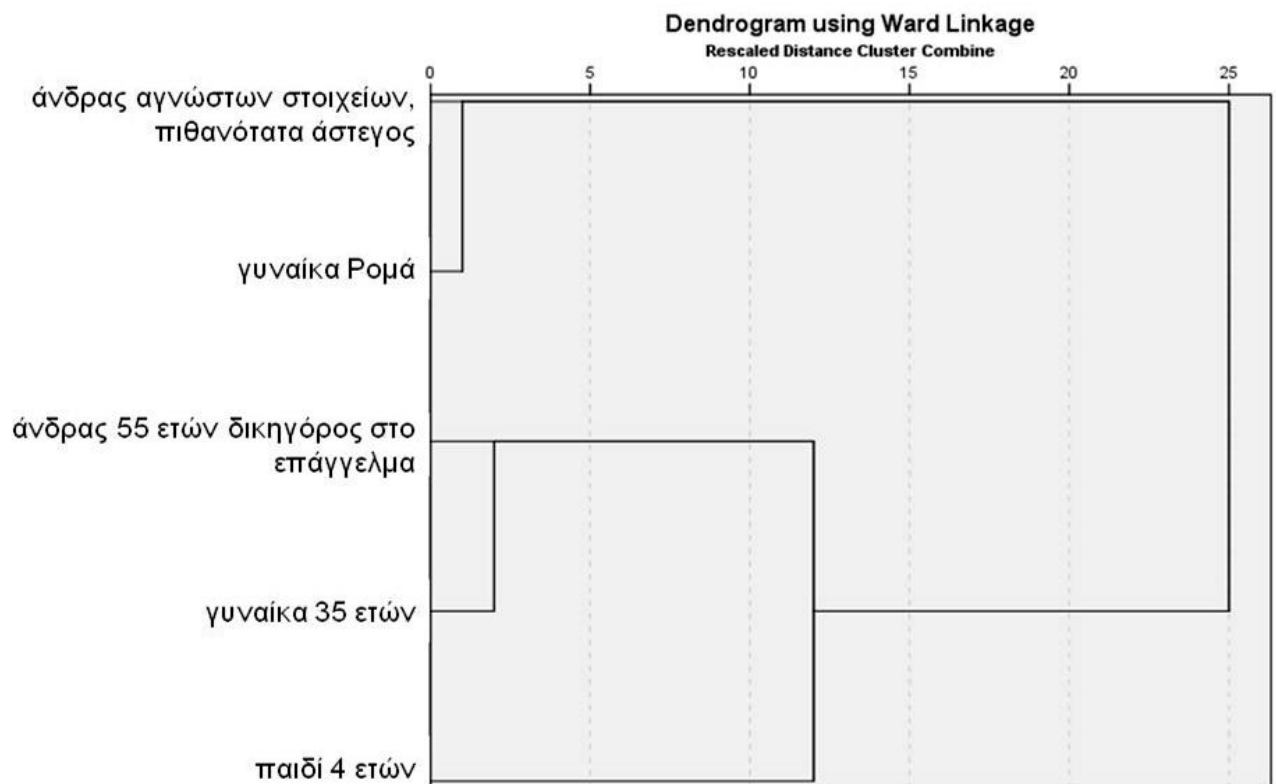 Dendrogram using Ward Linkage
Rescaled Distance Cluster Combine
0 5 10 15 20 25
άνδρας αγνώστων στοιχείων,
πιθανότατα άστεγος
γυναίκα Ρομά
άνδρας 55 ετών δικηγόρος στο
επάγγελμα
γυναίκα 35 ετών
παιδί 4 ετών